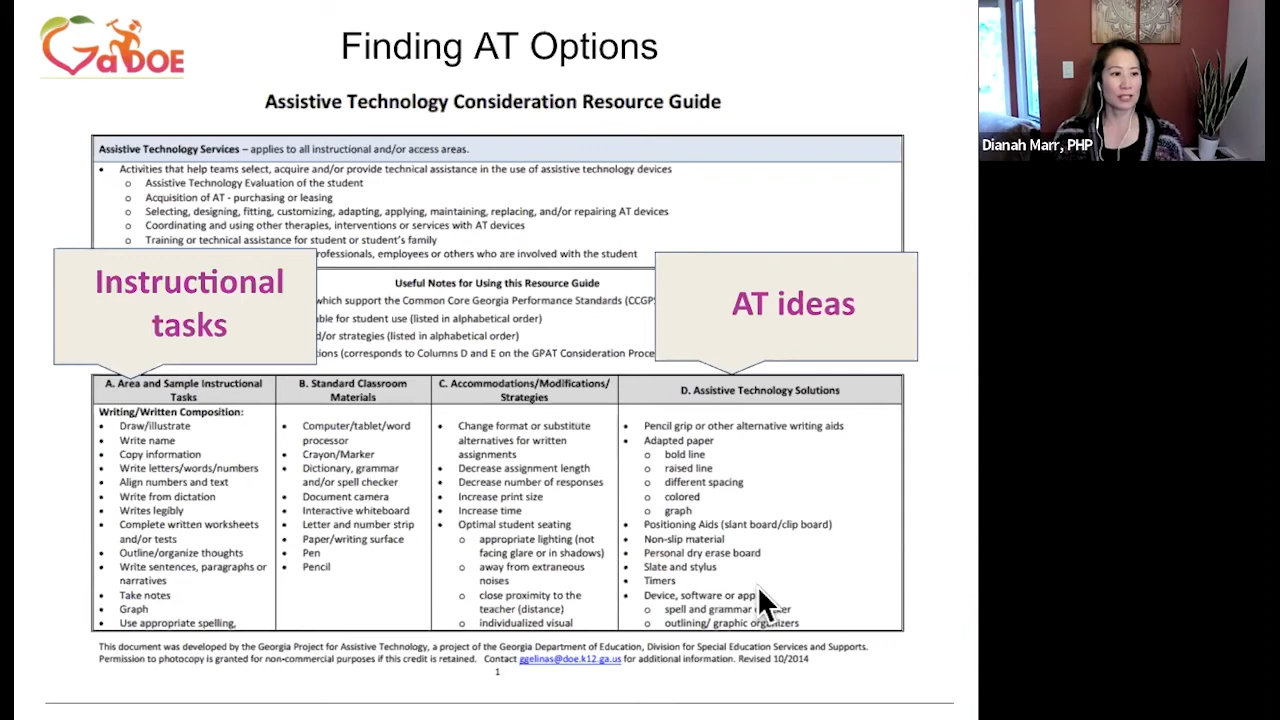 GaDOE
Finding AT Options
Assistive Technology Consideration Resource Guide
Assistive Technology Services – applies to all instructional and/or access areas.
• Activities that help teams select, acquire and/or provide technical assistance in the use of assistive technology devices
o Assistive Technology Evaluation of the student
o Acquisition of AT - purchasing or leasing
o Selecting, designing, fitting, customizing, adapting, applying, maintaining, replacing, and/or repairing AT devices
o Coordinating and using other therapies, interventions or services with AT devices
o Training or technical assistance for student or student's family
rofessionals, employees or others who are involved with the student
Instructional
tasks
AT ideas
Useful Notes for Using this Resource Guide
which support the Common Core Georgia Performance Standards (CCGPS
ble for student use (listed in alphabetical order)
d/or strategies (listed in alphabetical order)
tions (corresponds to Columns D and E on the GPAT Consideration Proce
A. Area and Sample Instructional
Tasks
Writing/Written Composition:
• Draw/illustrate
• Write name
• Copy information
• Write letters/words/numbers
• Align numbers and text
• Write from dictation
• Writes legibly
• Complete written worksheets
and/or tests
• Outline/organize thoughts
• Write sentences, paragraphs or
narratives
• Take notes
• Graph
• Use appropriate spelling,
B. Standard Classroom
Materials
• Computer/tablet/word
processor
• Crayon/Marker
• Dictionary, grammar
and/or spell checker
• Document camera
• Interactive whiteboard
• Letter and number strip
• Paper/writing surface
• Pen
• Pencil
C. Accommodations/Modifications/
Strategies
• Change format or substitute
alternatives for written
assignments
• Decrease assignment length
• Decrease number of responses
• Increase print size
• Increase time
• Optimal student seating
o appropriate lighting (not
facing glare or in shadows)
o away from extraneous
noises
o close proximity to the
teacher (distance)
o individualized visual
D. Assistive Technology Solutions
• Pencil grip or other alternative writing aids
• Adapted paper
o bold line
o raised line
o different spacing
o colored
o graph
• Positioning Aids (slant board/clip board)
• Non-slip material
• Personal dry erase board
• Slate and stylus
• Timers
• Device, software or app
o spell and grammar checker
o outlining/ graphic organizers
This document was developed by the Georgia Project for Assistive Technology, a project of the Georgia Department of Education, Division for Special Education Services and Supports.
Permission to photocopy is granted for non-commercial purposes if this credit is retained. Contact ggelinas@doe.k12.ga.us for additional information. Revised 10/2014
1
Dianah Marr, PHP